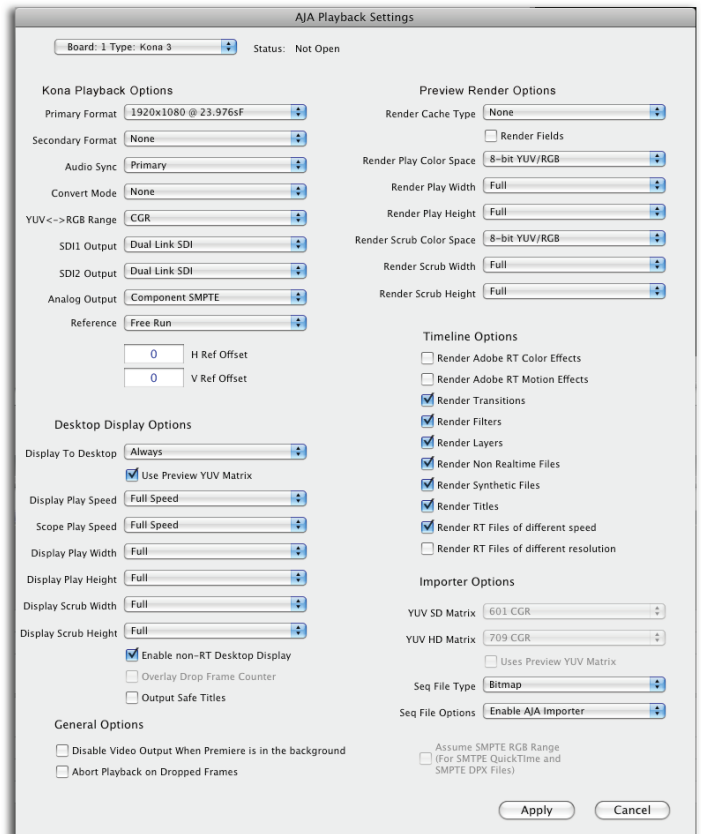 AJA Playback Settings
Board: 1 Type: Kona 3
Status: Not Open
Kona Playback Options
Primary Format 1920x1080 @ 23.976sF
Secondary Format None
Audio Sync Primary
Convert Mode None
YUV<->RGB Range CGR
SDI1 Output Dual Link SDI
SDI2 Output Dual Link SDI
Analog Output Component SMPTE
Reference Free Run
0 H Ref Offset
0 V Ref Offset
Desktop Display Options
Display To Desktop Always
Use Preview YUV Matrix
Display Play Speed Full Speed
Scope Play Speed Full Speed
Display Play Width Full
Display Play Height Full
Display Scrub Width Full
Display Scrub Height Full
Enable non-RT Desktop Display
Overlay Drop Frame Counter
Output Safe Titles
General Options
Disable Video Output When Premiere is in the background
Abort Playback on Dropped Frames
Preview Render Options
Render Cache Type None
Render Fields
Render Play Color Space 8-bit YUV/RGB
Render Play Width Full
Render Play Height Full
Render Scrub Color Space 8-bit YUV/RGB
Render Scrub Width Full
Render Scrub Height Full
Timeline Options
Render Adobe RT Color Effects
Render Adobe RT Motion Effects
Render Transitions
Render Filters
Render Layers
Render Non Realtime Files
Render Synthetic Files
Render Titles
Render RT Files of different speed
Render RT Files of different resolution
Importer Options
YUV SD Matrix 601 CGR
YUV HD Matrix 709 CGR
Uses Preview YUV Matrix
Seq File Type Bitmap
Seq File Options Enable AJA Importer
Assume SMPTE RGB Range
(For SMTPE QuickTIme and
SMPTE DPX Files)
Apply
Cancel